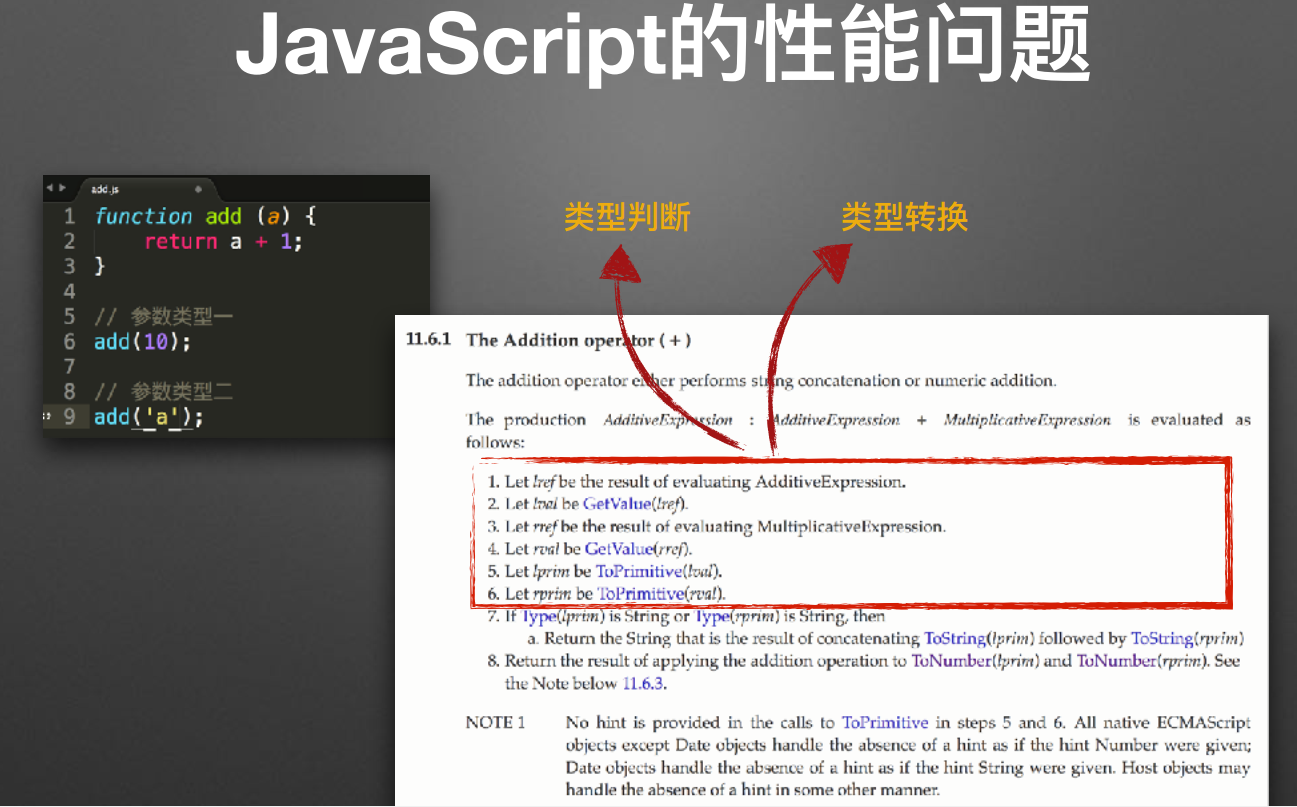 JavaScript的性能问题
add.js
1 function add (a) {
2 return a + 1;
3 }
4
5 // 参数类型一
6 add(10);
7
8 // 参数类型二
9 add('a');
类型判断
类型转换
11.6.1 The Addition operator ( + )
The addition operator either performs string concatenation or numeric addition.
The production AdditiveExpression : AdditiveExpression + MultiplicativeExpression is evaluated as
follows:
1. Let lref be the result of evaluating AdditiveExpression.
2. Let lval be GetValue(lref).
3. Let rref be the result of evaluating MultiplicativeExpression.
4. Let rval be GetValue(rref).
5. Let lprim be ToPrimitive(lval).
6. Let rprim be ToPrimitive(rval).
7. If Type(lprim) is String or Type(rprim) is String, then
a. Return the String that is the result of concatenating ToString(lprim) followed by ToString(rprim)
8. Return the result of applying the addition operation to ToNumber(lprim) and ToNumber(rprim). See
the Note below 11.6.3.
NOTE 1 No hint is provided in the calls to ToPrimitive in steps 5 and 6. All native ECMAScript
objects except Date objects handle the absence of a hint as if the hint Number were given;
Date objects handle the absence of a hint as if the hint String were given. Host objects may
handle the absence of a hint in some other manner.